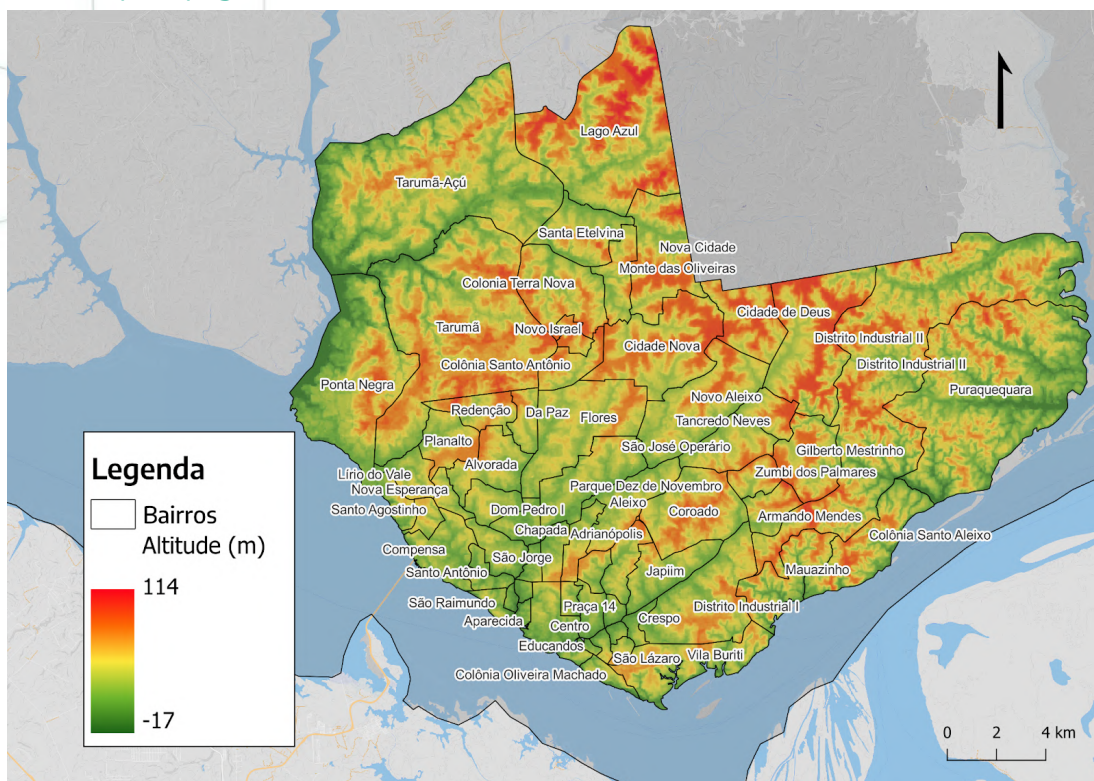 Lago Azul
Tarumã-Açú
Santa Etelvina
Nova Cidade
Monte das Oliveiras
Colonia Terra Nova
Cidade de Deus
Tarumã
Novo Israel
Cidade Nova
Distrito Industrial II
Distrito Industrial II
Colônia Santo Antônio
Ponta Negra
Puraquequara
Novo Aleixo
Redenção
Da Paz
Flores
Tancredo Neves
Planalto
São José Operário
Gilberto Mestrinho
Alvorada
Lírio do Vale
Zumbi dos Palmares
Nova Esperança
Parque Dez de Novembro
Aleixo
Santo Agostinho
Dom Pedro I
Coroado
Armando Mendes
Chapada
Adrianópolis
Colônia Santo Aleixo
Compensa
São Jorge
Santo Antônio
Japiim
Mauazinho
São Raimundo
Praça 14
Distrito Industrial I
Aparecida
Centro
Crespo
Educandos
São Lázaro
Vila Buriti
Colônia Oliveira Machado
Legenda
Bairros
Altitude (m)
114
-17
0 2 4 km